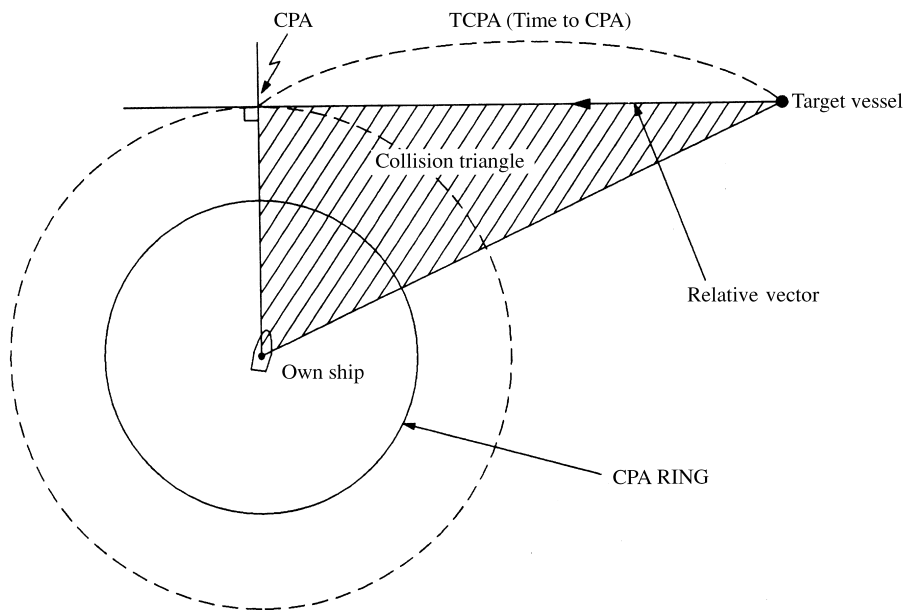 CPA
TCPA (Time to CPA)
Target vessel
Collision triangle
Relative vector
Own ship
CPA RING